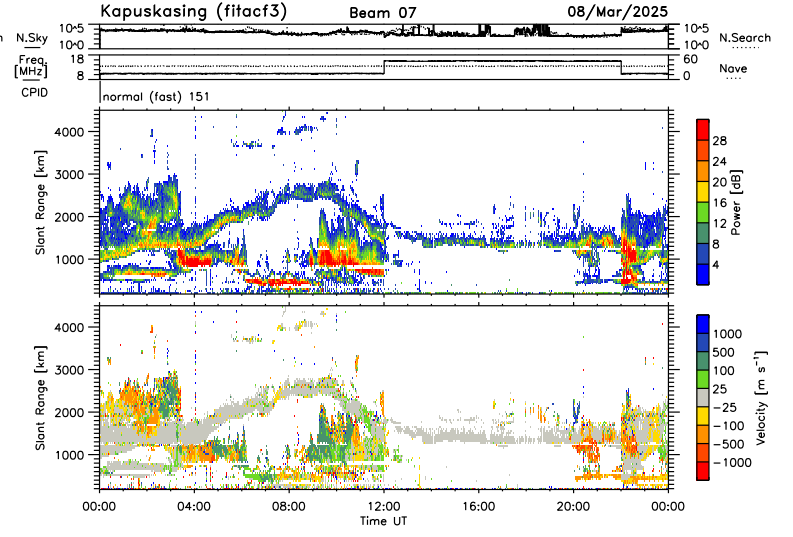 Kapuskasing (fitacf3) Beam 07 08/Mar/2025
n N.Sky 10^5 10^0 10^5 10^0 N.Search
Freq. [MHz] 18 8 60 0 Nave
CPID normal (fast) 151
Slant Range [km] 4000 3000 2000 1000
28 24 20 16 12 8 4 Power [dB]
Slant Range [km] 4000 3000 2000 1000
1000 500 100 25 -25 -100 -500 -1000 Velocity [m s⁻¹]
00:00 04:00 08:00 12:00 16:00 20:00 00:00
Time UT